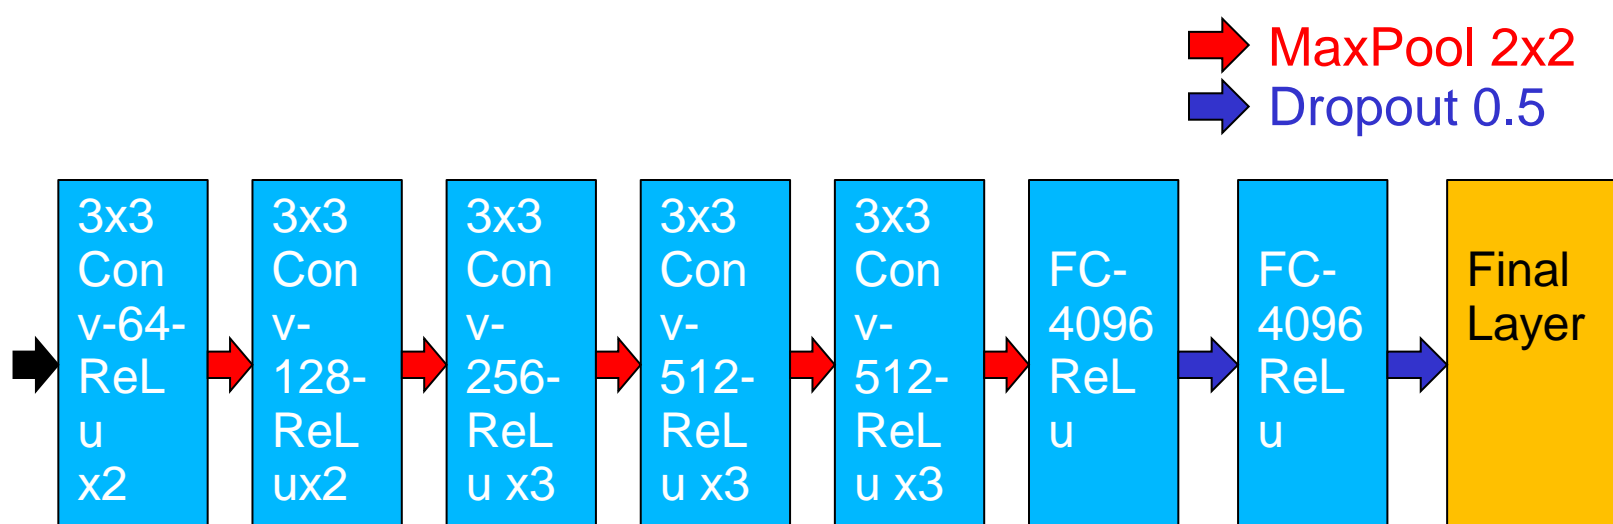 MaxPool 2x2
Dropout 0.5
3x3
Con
v-64-
ReL
u
x2
3x3
Con
v-
128-
ReL
ux2
3x3
Con
v-
256-
ReL
u x3
3x3
Con
v-
512-
ReL
u x3
3x3
Con
v-
512-
ReL
u x3
FC-
4096
ReL
u
FC-
4096
ReL
u
Final
Layer